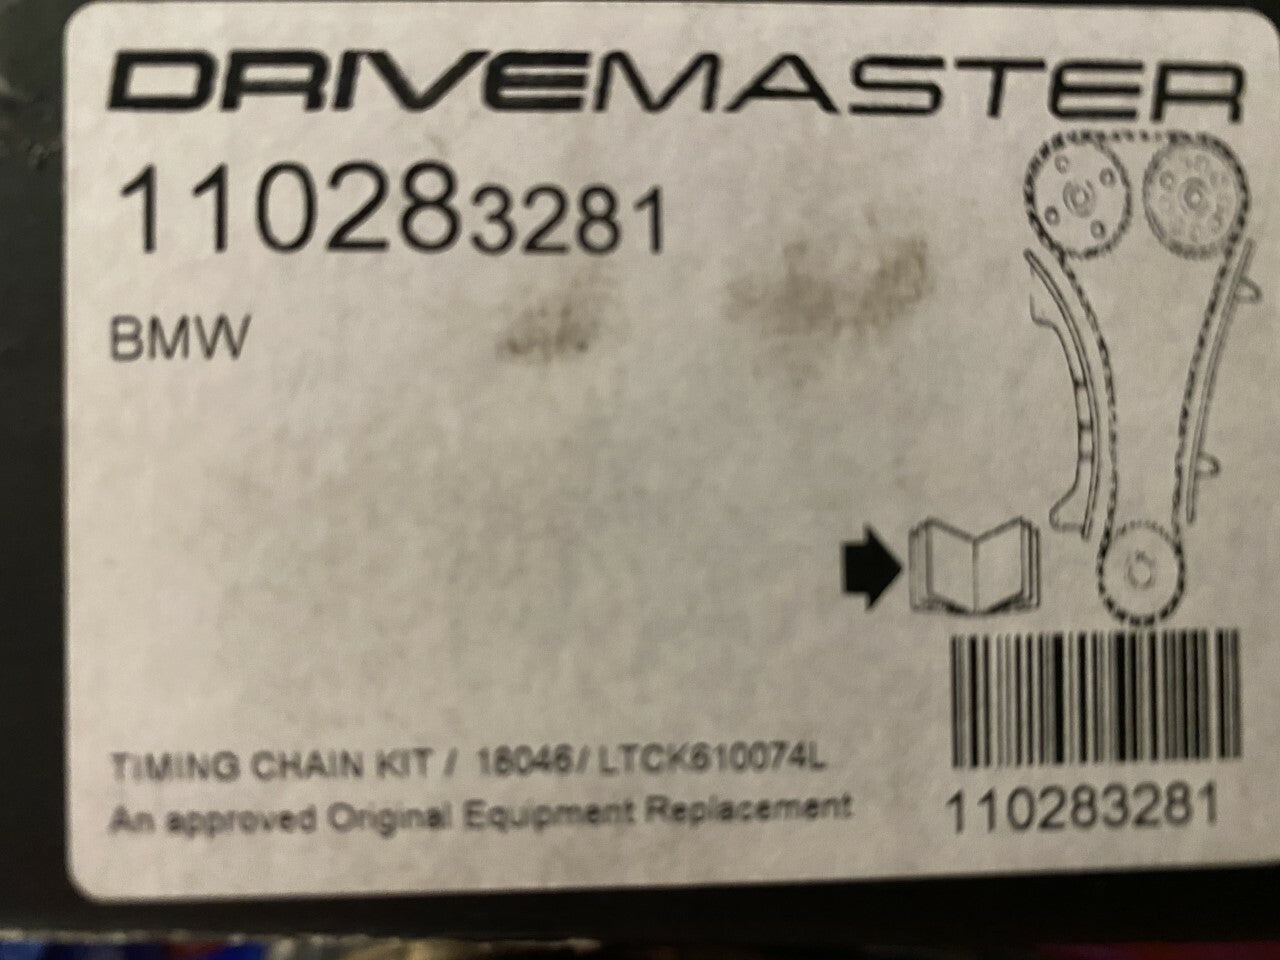 DRIVEMASTER
110283281
BMW
TIMING CHAIN KIT / 18046/ LTCK610074L
An approved Original Equipment Replacement
110283281